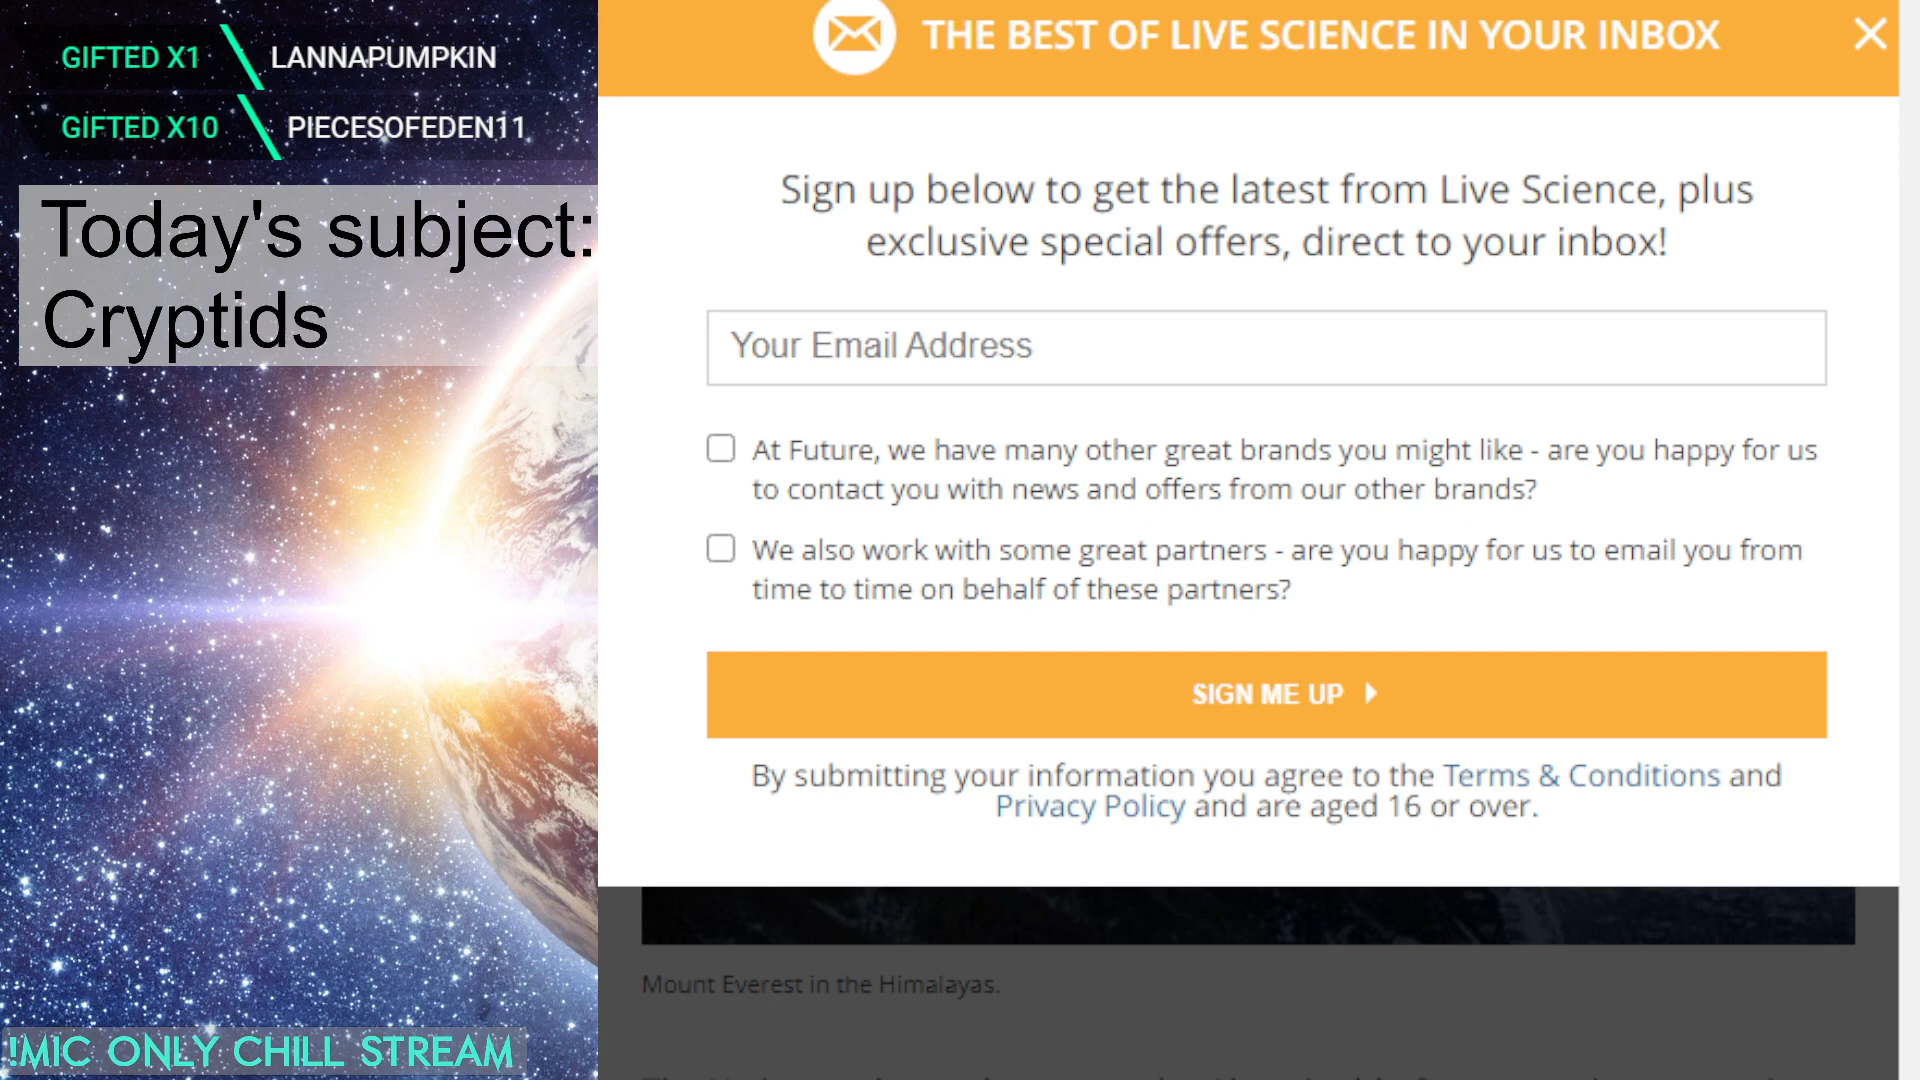 GIFTED X1 LANNAPUMPKIN
GIFTED X10 PIECESOFEDEN11
Today's subject:
Cryptids
!MIC ONLY CHILL STREAM
THE BEST OF LIVE SCIENCE IN YOUR INBOX
Sign up below to get the latest from Live Science, plus
exclusive special offers, direct to your inbox!
Your Email Address
At Future, we have many other great brands you might like - are you happy for us
to contact you with news and offers from our other brands?
We also work with some great partners - are you happy for us to email you from
time to time on behalf of these partners?
SIGN ME UP
By submitting your information you agree to the Terms & Conditions and
Privacy Policy and are aged 16 or over.
Mount Everest in the Himalayas.